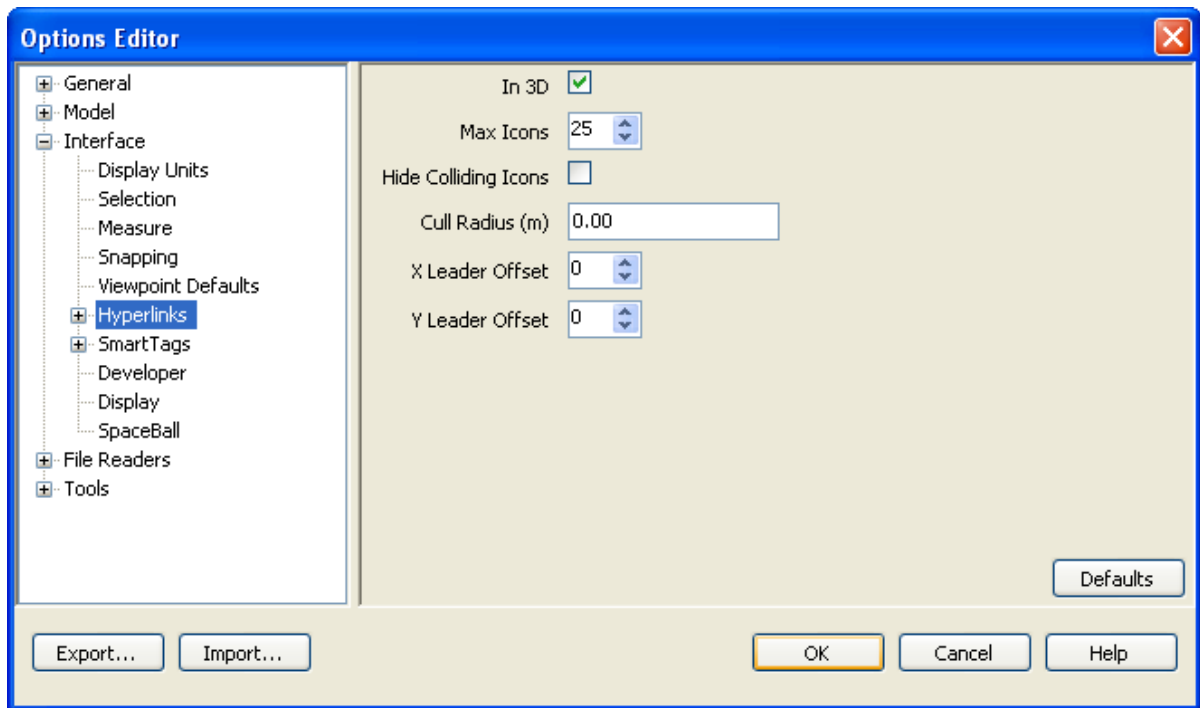 Options Editor
General
Model
Interface
Display Units
Selection
Measure
Snapping
Viewpoint Defaults
Hyperlinks
SmartTags
Developer
Display
SpaceBall
File Readers
Tools
In 3D
Max Icons 25
Hide Colliding Icons
Cull Radius (m) 0.00
X Leader Offset 0
Y Leader Offset 0
Defaults
Export... Import... OK Cancel Help